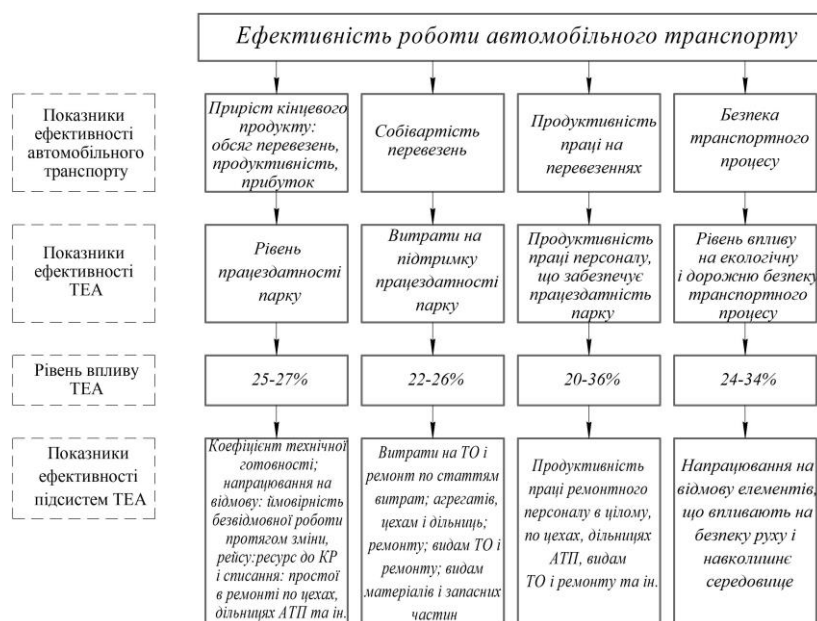 Ефективність роботи автомобільного транспорту
Показники
ефективності
автомобільного
транспорту
Приріст кінцевого
продукту:
обсяг перевезень,
продуктивність,
прибуток
Собівартість
перевезень
Продуктивність
праці на
перевезеннях
Безпека
транспортного
процесу
Показники
ефективності
ТЕА
Рівень
працездатності
парку
Витрати на
підтримку
працездатності
парку
Продуктивність
праці персоналу,
що забезпечує
працездатність
парку
Рівень впливу
на екологічну
і дорожню безпеку
транспортного
процесу
Рівень впливу
ТЕА
25-27%
22-26%
20-36%
24-34%
Показники
ефективності
підсистем ТЕА
Коефіцієнт технічної
готовності;
напрацювання на
відмову: ймовірність
безвідмовної роботи
протягом зміни,
рейсу:ресурс до КР
і списання: простої
в ремонті по цехах,
дільницях АТП та ін.
Витрати на ТО і
ремонт по статтям
витрат; агрегатів,
цехам і дільниць;
ремонту; видам ТО і
ремонту; видам
матеріалів і запасних
частин
Продуктивність
праці ремонтного
персоналу в цілому,
по цехах, дільницях
АТП, видам
ТО і ремонту та ін.
Напрацювання на
відмову елементів,
що впливають на
безпеку руху і
навколишнє
середовище